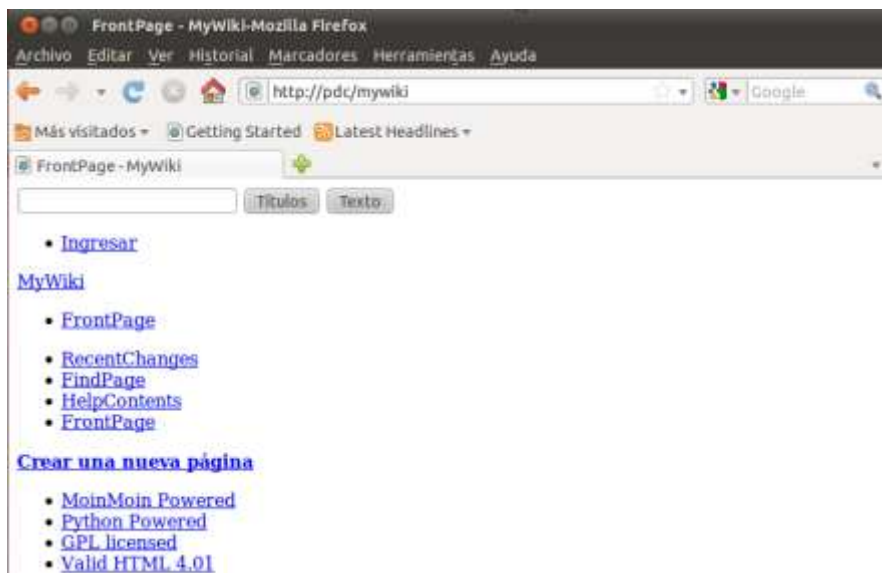 FrontPage - MyWiki-Mozilla Firefox
Archivo Editar Ver Historial Marcadores Herramientas Ayuda
http://pdc/mywiki Google
Más visitados Getting Started Latest Headlines
FrontPage - MyWiki
Títulos Texto
Ingresar
MyWiki
FrontPage
RecentChanges
FindPage
HelpContents
FrontPage
Crear una nueva página
MoinMoin Powered
Python Powered
GPL licensed
Valid HTML 4.01